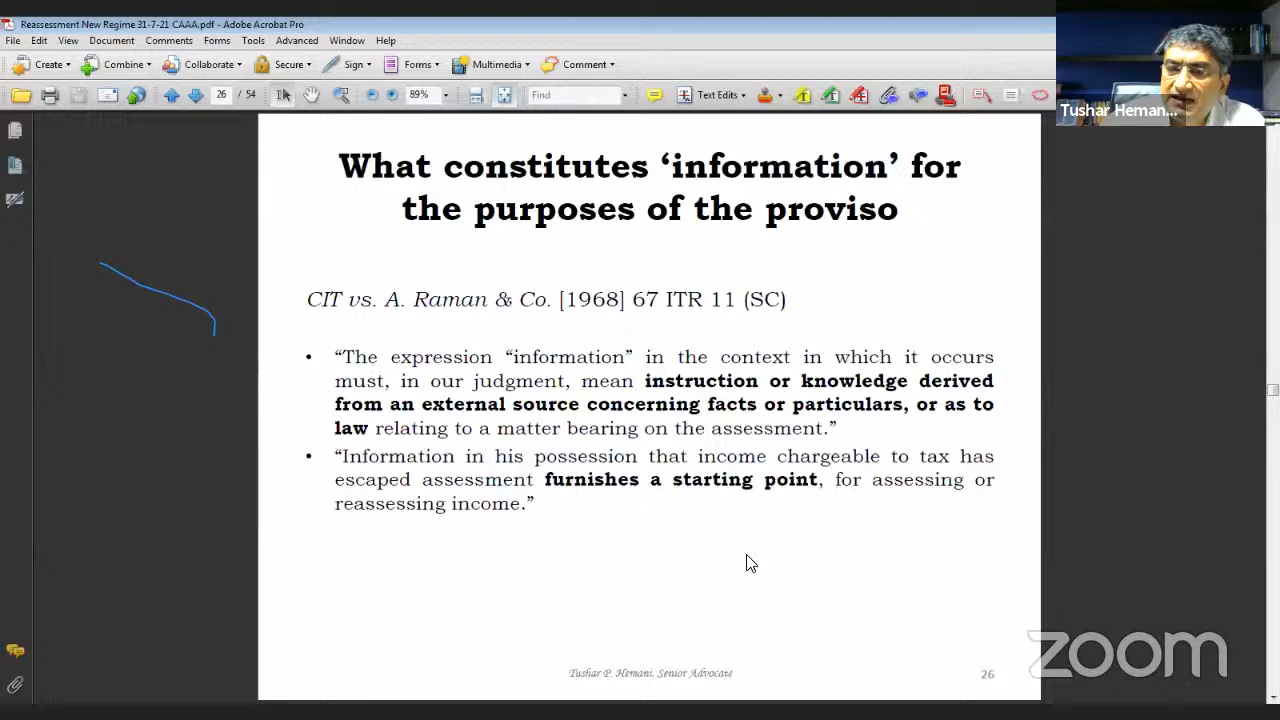 Reassessment New Regime 31-7-21 CAAA.pdf - Adobe Acrobat Pro
File Edit View Document Comments Forms Tools Advanced Window Help
Create Combine Collaborate Secure Sign Forms Multimedia Comment
26 / 54 89% Find Text Edits
Tushar Heman...
What constitutes ‘information’ for
the purposes of the proviso
CIT vs. A. Raman & Co. [1968] 67 ITR 11 (SC)
• “The expression “information” in the context in which it occurs
must, in our judgment, mean instruction or knowledge derived
from an external source concerning facts or particulars, or as to
law relating to a matter bearing on the assessment.”
• “Information in his possession that income chargeable to tax has
escaped assessment furnishes a starting point, for assessing or
reassessing income.”
Tushar P. Hemani, Senior Advocate
26
zoom